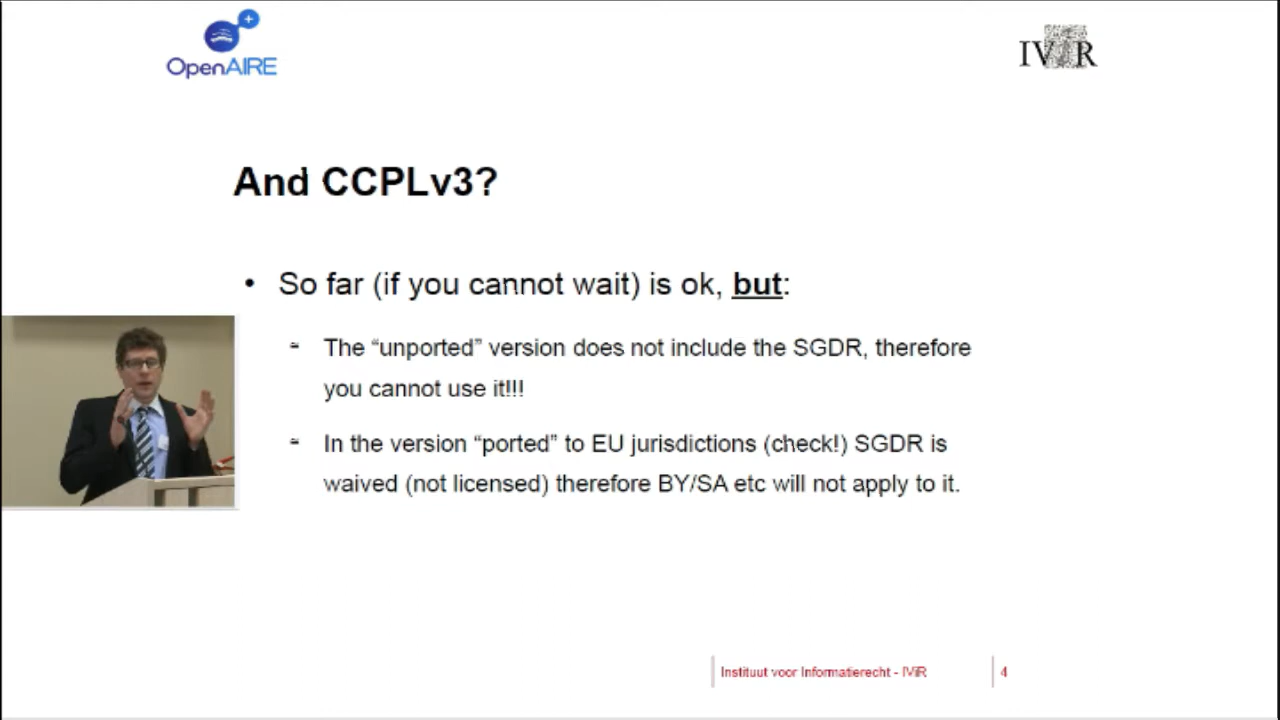 OpenAIRE
IViR
And CCPLv3?
• So far (if you cannot wait) is ok, but:
The “unported” version does not include the SGDR, therefore
you cannot use it!!!
In the version “ported” to EU jurisdictions (check!) SGDR is
waived (not licensed) therefore BY/SA etc will not apply to it.
Instituut voor Informatierecht - IViR
4